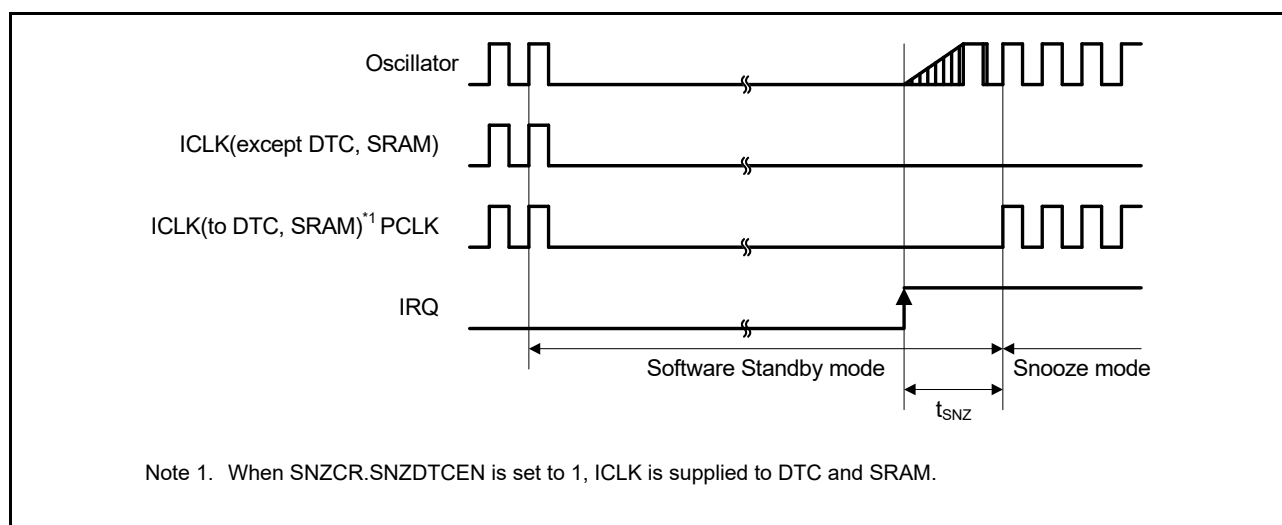 Oscillator
ICLK(except DTC, SRAM)
ICLK(to DTC, SRAM)*1 PCLK
IRQ
Software Standby mode
Snooze mode
tSNZ
Note 1. When SNZCR.SNZDTCEN is set to 1, ICLK is supplied to DTC and SRAM.